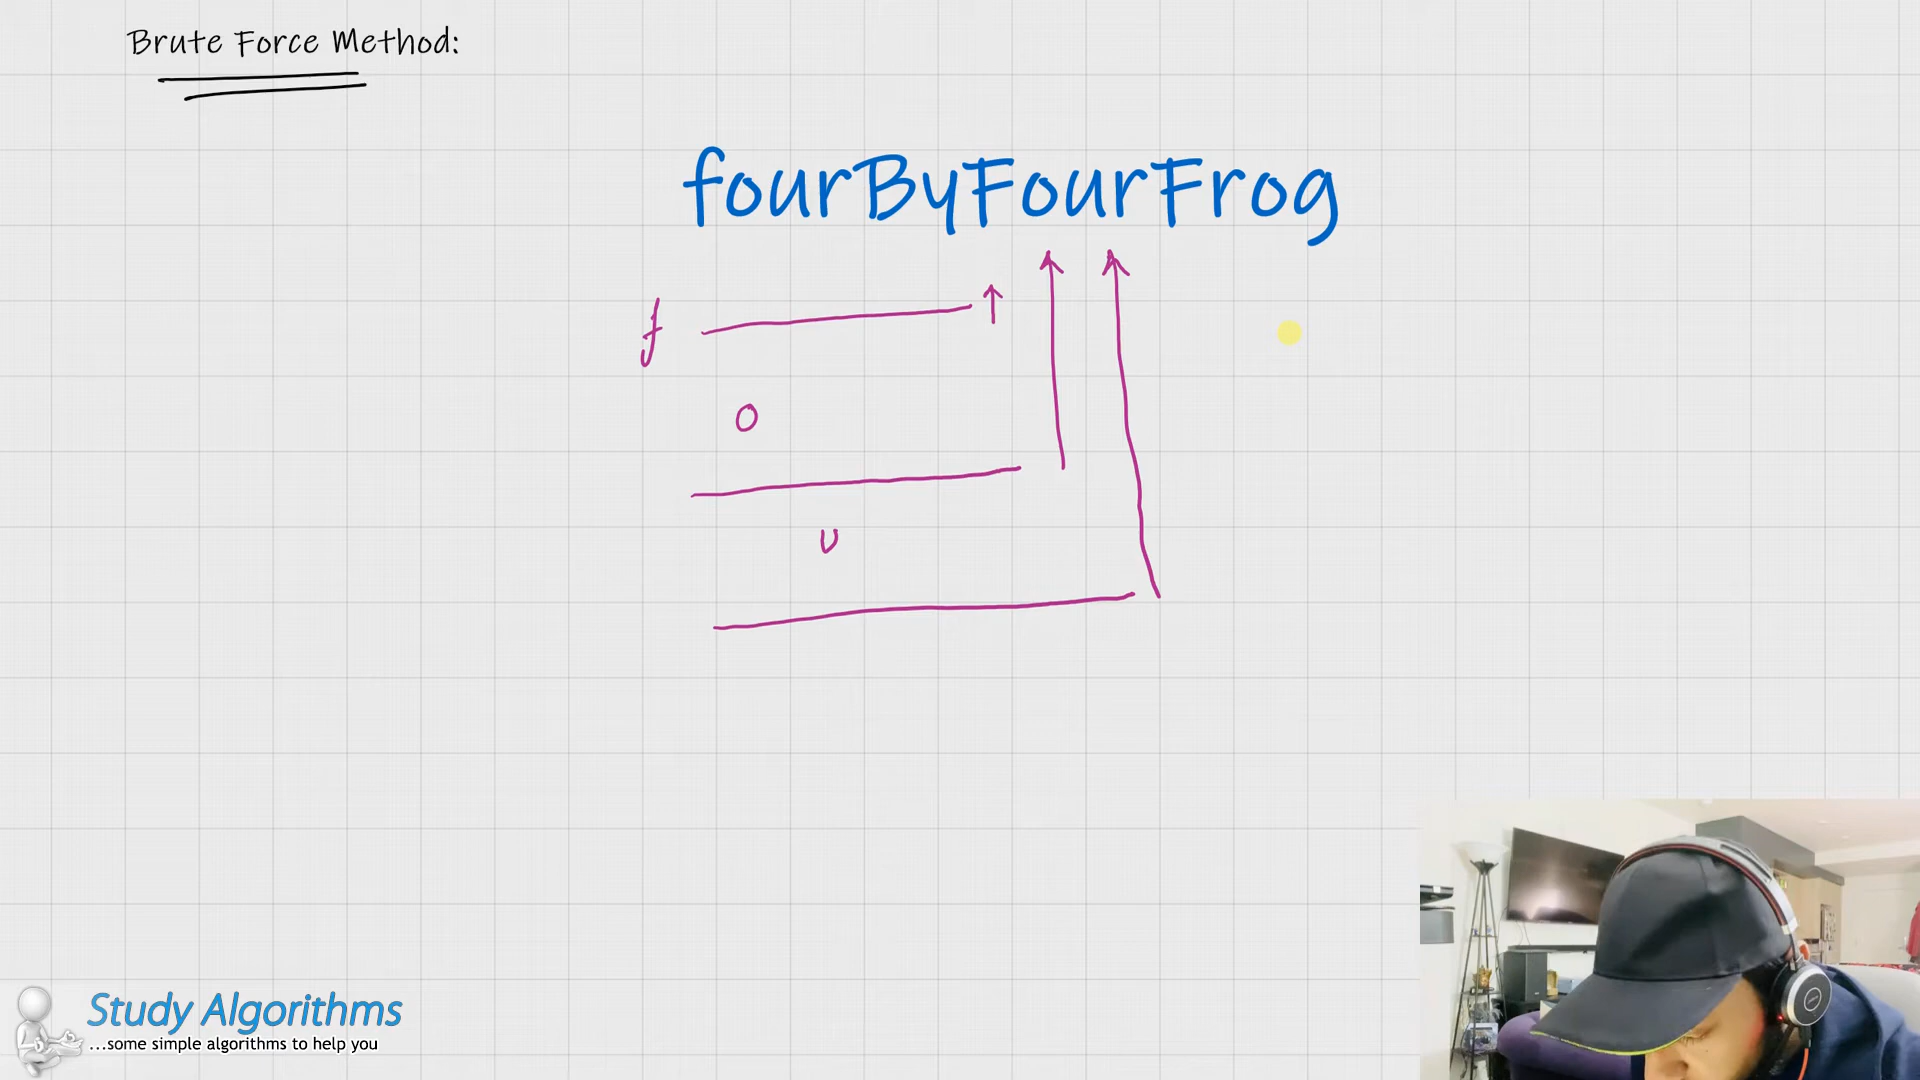 Brute Force Method:
fourByFourFrog
f
o
u
Study Algorithms
...some simple algorithms to help you